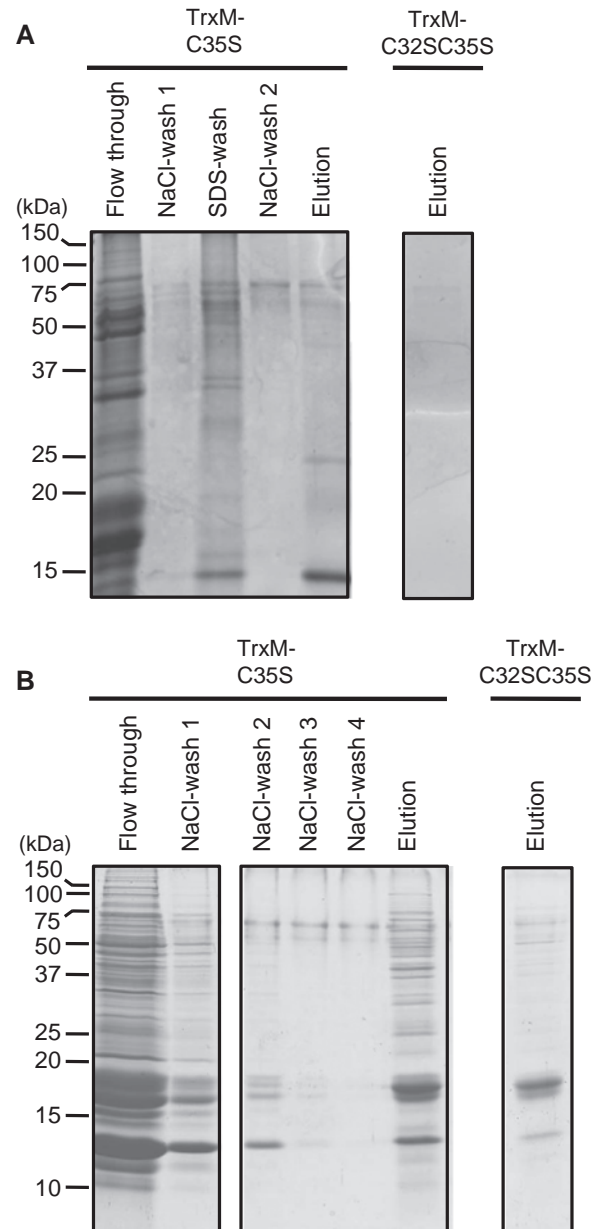 A
TrxM-
C35S
TrxM-
C32SC35S
Flow through
NaCl-wash 1
SDS-wash
NaCl-wash 2
Elution
Elution
(kDa)
150
100
75
50
37
25
20
15
B
TrxM-
C35S
TrxM-
C32SC35S
Flow through
NaCl-wash 1
NaCl-wash 2
NaCl-wash 3
NaCl-wash 4
Elution
Elution
(kDa)
150
100
75
50
37
25
20
15
10